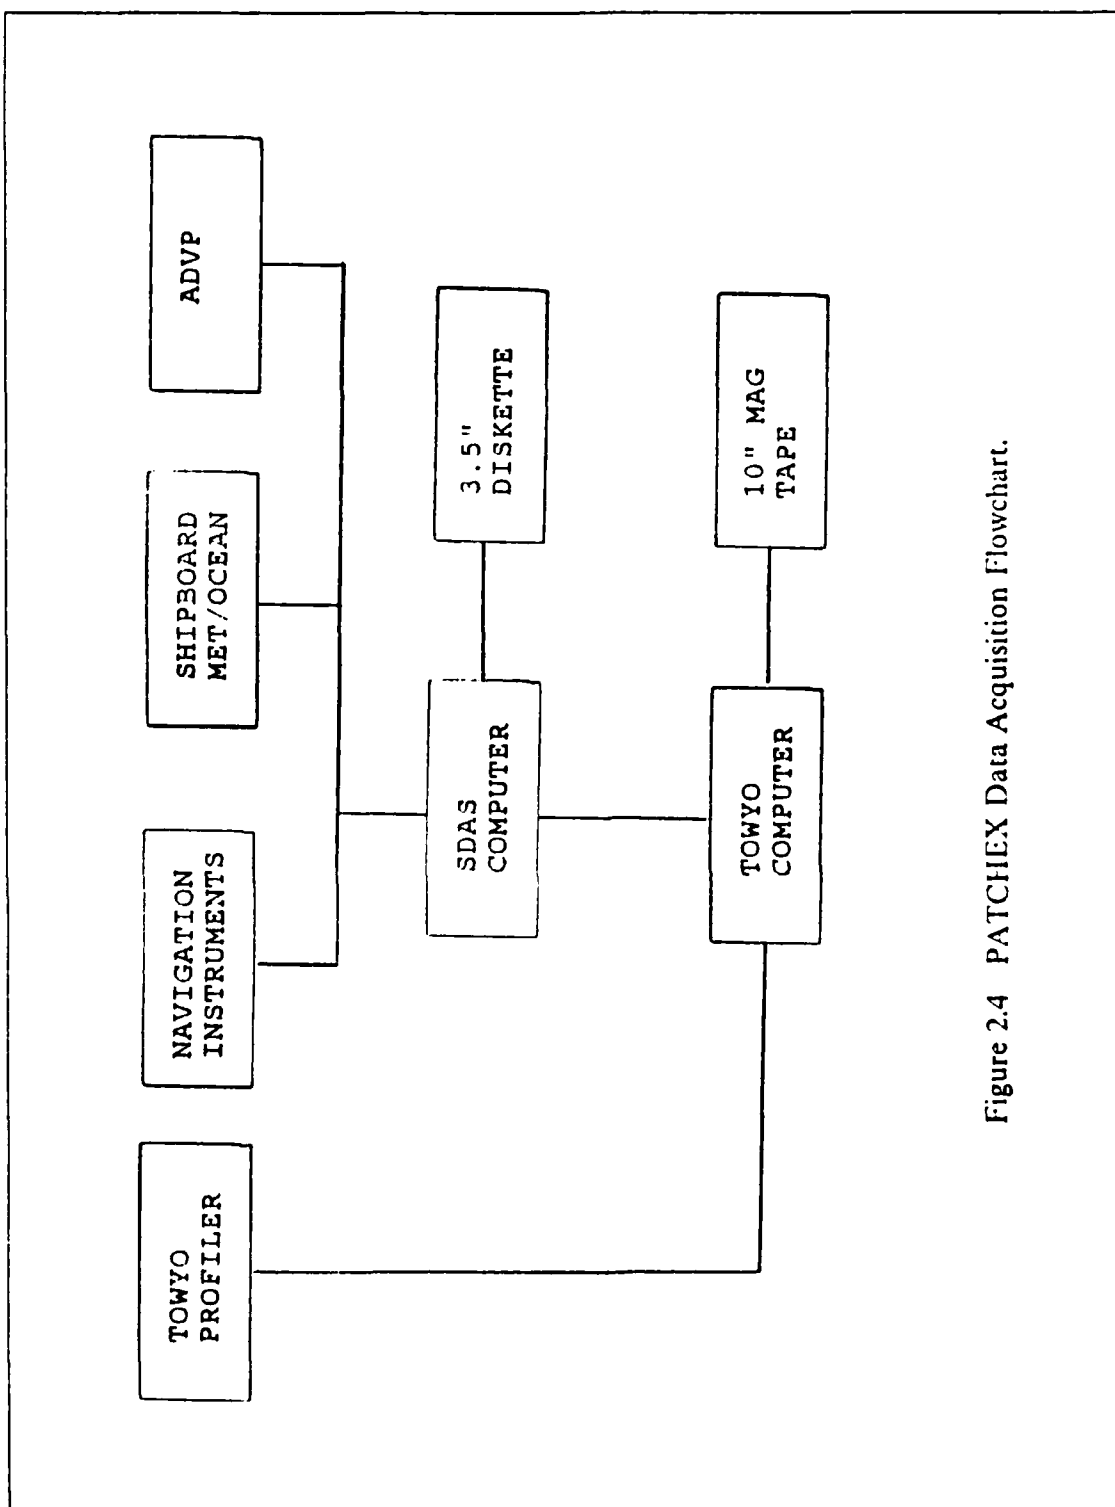 TOWYO
PROFILER
NAVIGATION
INSTRUMENTS
SHIPBOARD
MET/OCEAN
ADVP
SDAS
COMPUTER
3.5"
DISKETTE
TOWYO
COMPUTER
10" MAG
TAPE
Figure 2.4 PATCHEX Data Acquisition Flowchart.